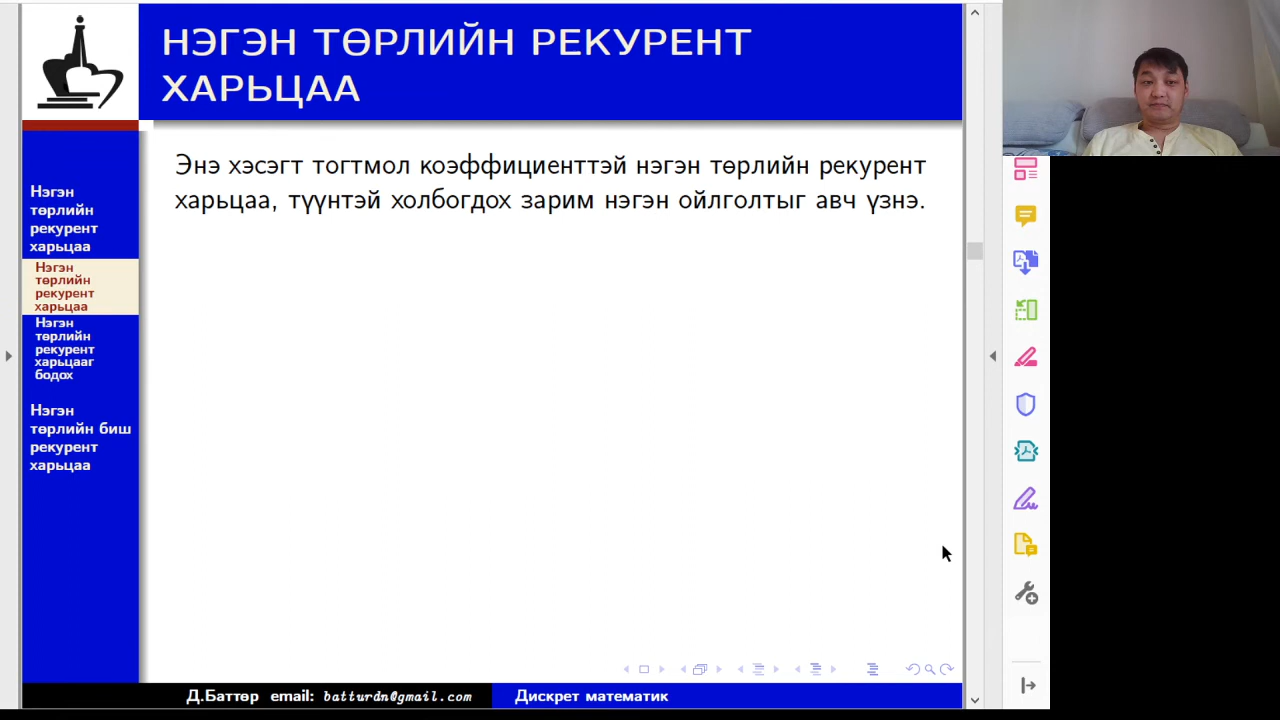 НЭГЭН ТӨРЛИЙН РЕКУРЕНТ
ХАРЬЦАА
Нэгэн
төрлийн
рекурент
харьцаа
Нэгэн
төрлийн
рекурент
харьцаа
Нэгэн
төрлийн
рекурент
харьцааг
бодох
Нэгэн
төрлийн биш
рекурент
харьцаа
Энэ хэсэгт тогтмол коэффициенттэй нэгэн төрлийн рекурент
харьцаа, түүнтэй холбогдох зарим нэгэн ойлголтыг авч үзнэ.
Д.Баттөр email: batturdn@gmail.com
Дискрет математик